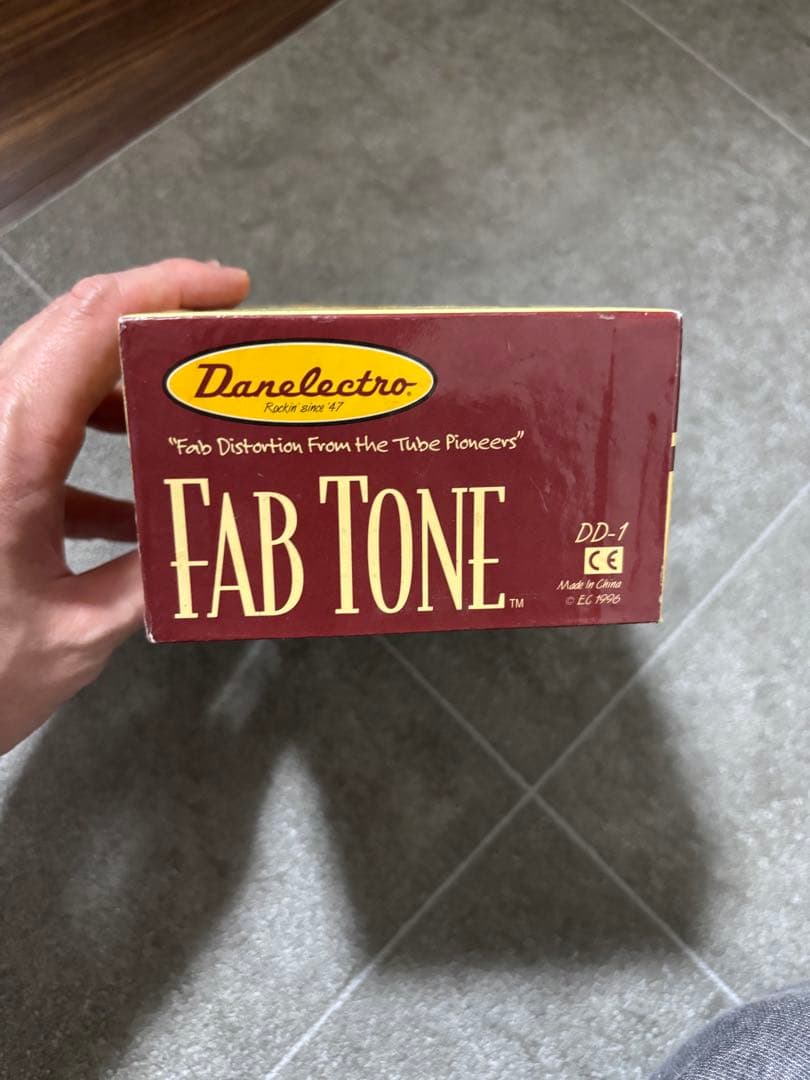 Danelectro
Rockin' since '47
"Fab Distortion From the Tube Pioneers"
FAB TONE™
DD-1
CE
Made In China
© EC 1996